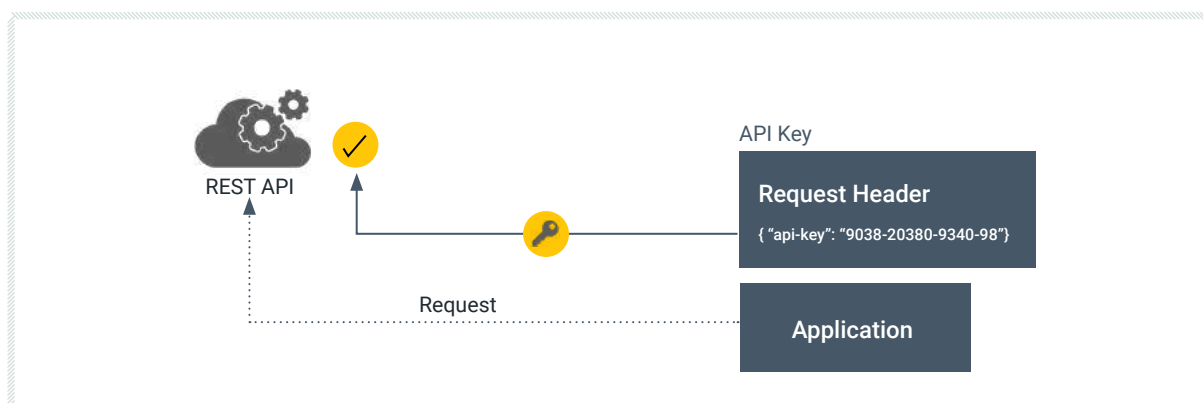 API Key
REST API
Request Header
{ “api-key”: “9038-20380-9340-98”}
Request
Application